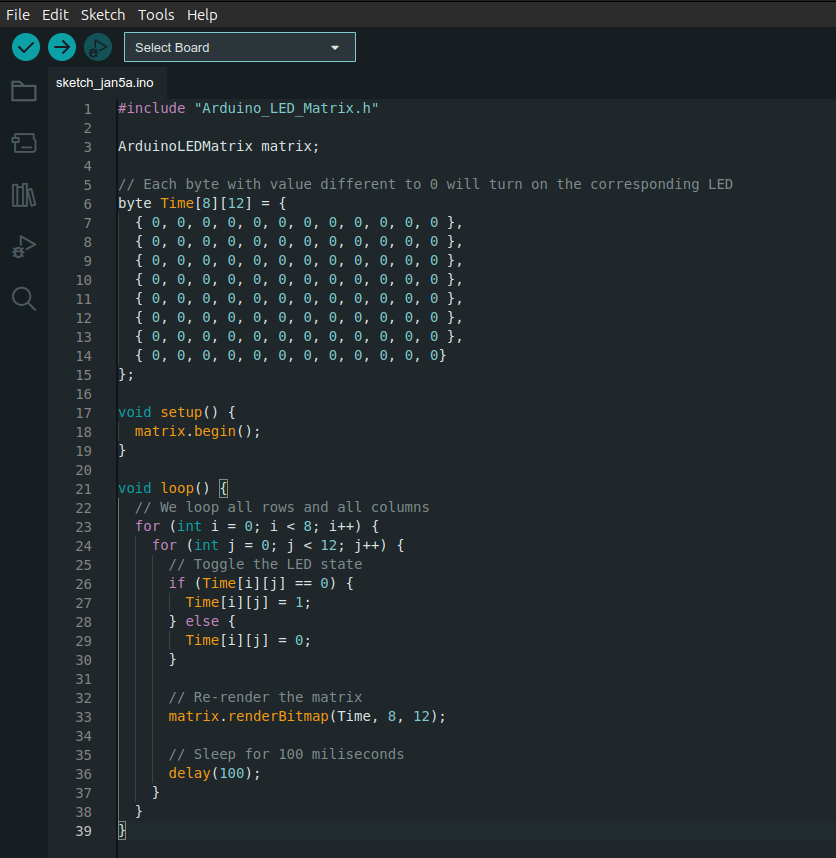 File Edit Sketch Tools Help
Select Board
sketch_jan5a.ino
1 #include "Arduino_LED_Matrix.h"
2
3 ArduinoLEDMatrix matrix;
4
5 // Each byte with value different to 0 will turn on the corresponding LED
6 byte Time[8][12] = {
7   { 0, 0, 0, 0, 0, 0, 0, 0, 0, 0, 0, 0 },
8   { 0, 0, 0, 0, 0, 0, 0, 0, 0, 0, 0, 0 },
9   { 0, 0, 0, 0, 0, 0, 0, 0, 0, 0, 0, 0 },
10   { 0, 0, 0, 0, 0, 0, 0, 0, 0, 0, 0, 0 },
11   { 0, 0, 0, 0, 0, 0, 0, 0, 0, 0, 0, 0 },
12   { 0, 0, 0, 0, 0, 0, 0, 0, 0, 0, 0, 0 },
13   { 0, 0, 0, 0, 0, 0, 0, 0, 0, 0, 0, 0 },
14   { 0, 0, 0, 0, 0, 0, 0, 0, 0, 0, 0, 0}
15 };
16
17 void setup() {
18   matrix.begin();
19 }
20
21 void loop() {
22   // We loop all rows and all columns
23   for (int i = 0; i < 8; i++) {
24     for (int j = 0; j < 12; j++) {
25       // Toggle the LED state
26       if (Time[i][j] == 0) {
27         Time[i][j] = 1;
28       } else {
29         Time[i][j] = 0;
30       }
31
32       // Re-render the matrix
33       matrix.renderBitmap(Time, 8, 12);
34
35       // Sleep for 100 miliseconds
36       delay(100);
37     }
38   }
39 }